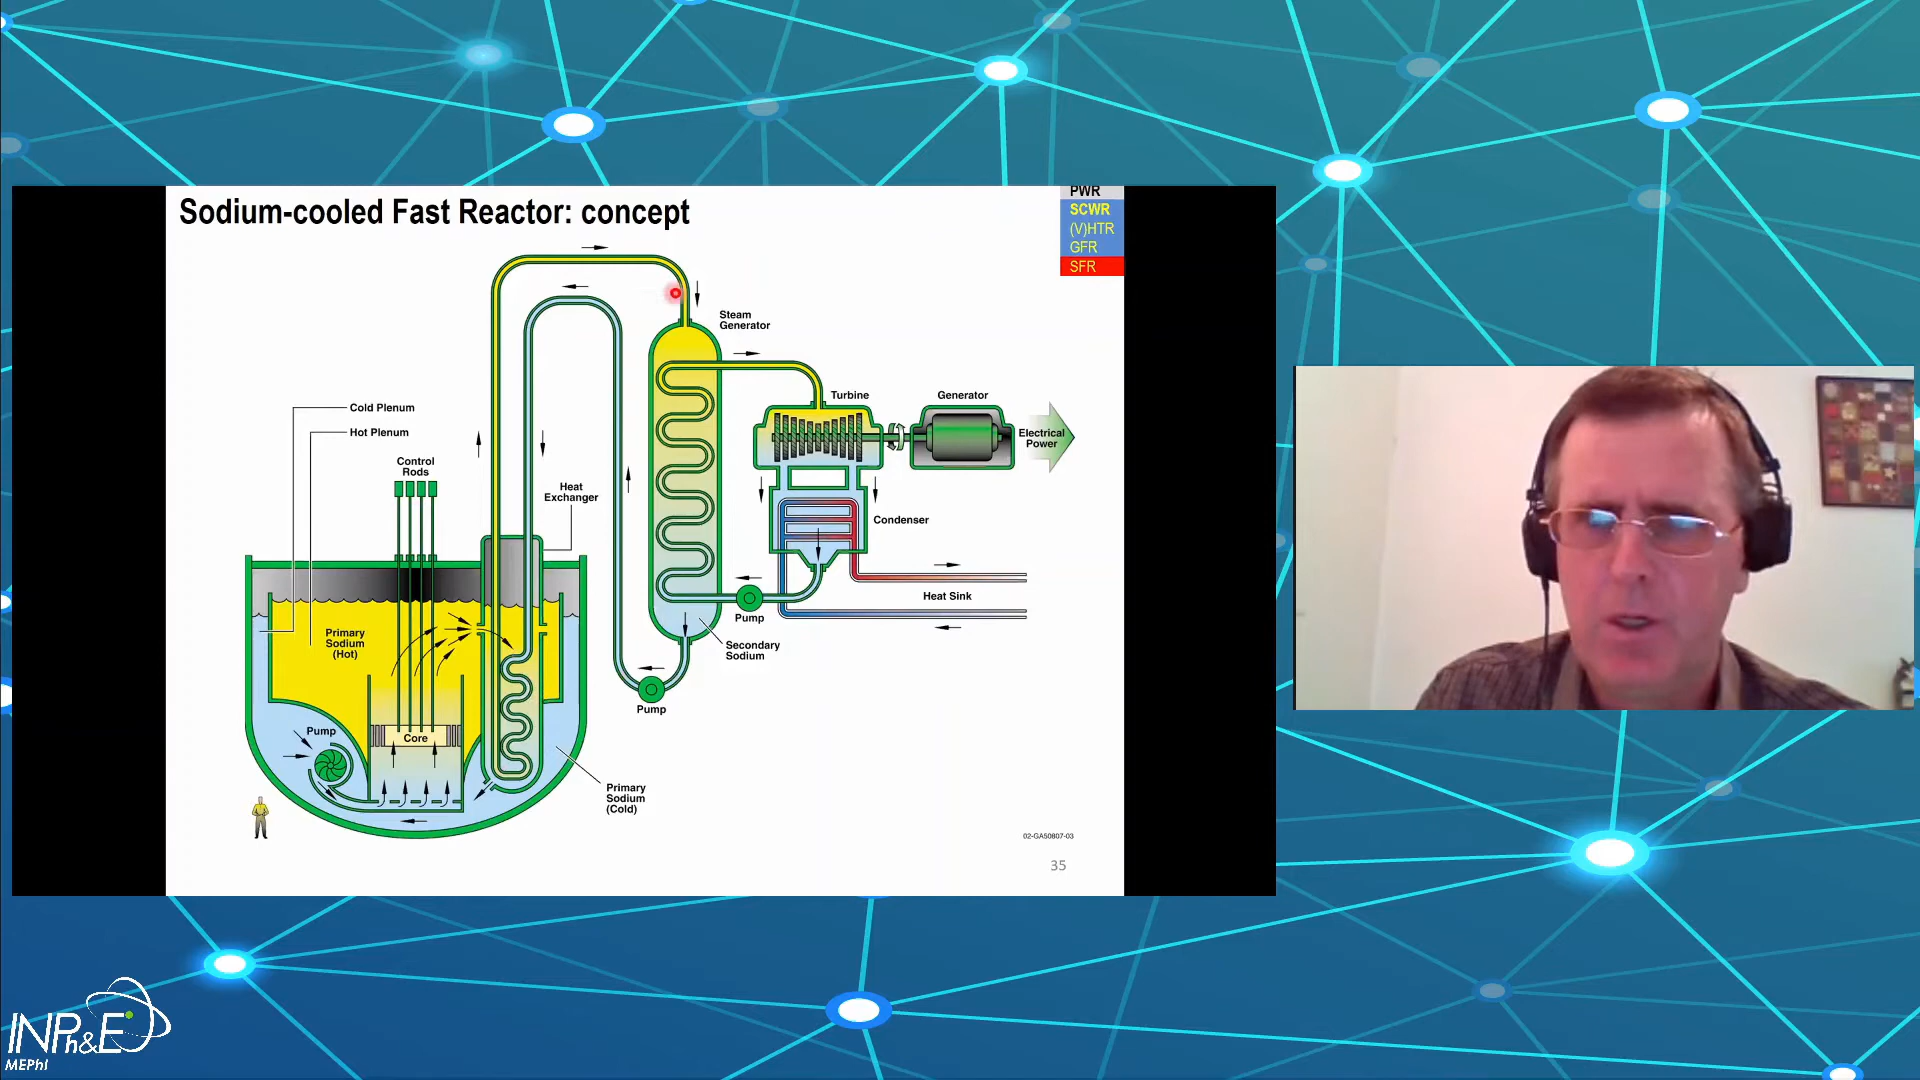 Sodium-cooled Fast Reactor: concept
PWR
SCWR
(V)HTR
GFR
SFR
Steam
Generator
Turbine
Generator
Electrical
Power
Cold Plenum
Hot Plenum
Control
Rods
Heat
Exchanger
Condenser
Heat Sink
Pump
Primary
Sodium
(Hot)
Secondary
Sodium
Pump
Pump
Core
Primary
Sodium
(Cold)
02-GA50807-03
35
INPh&E
MEPhI